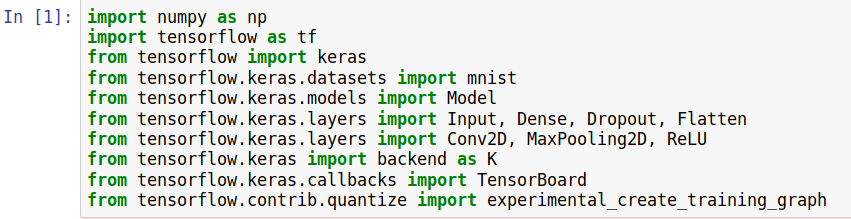 In [1]: import numpy as np
import tensorflow as tf
from tensorflow import keras
from tensorflow.keras.datasets import mnist
from tensorflow.keras.models import Model
from tensorflow.keras.layers import Input, Dense, Dropout, Flatten
from tensorflow.keras.layers import Conv2D, MaxPooling2D, ReLU
from tensorflow.keras import backend as K
from tensorflow.keras.callbacks import TensorBoard
from tensorflow.contrib.quantize import experimental_create_training_graph